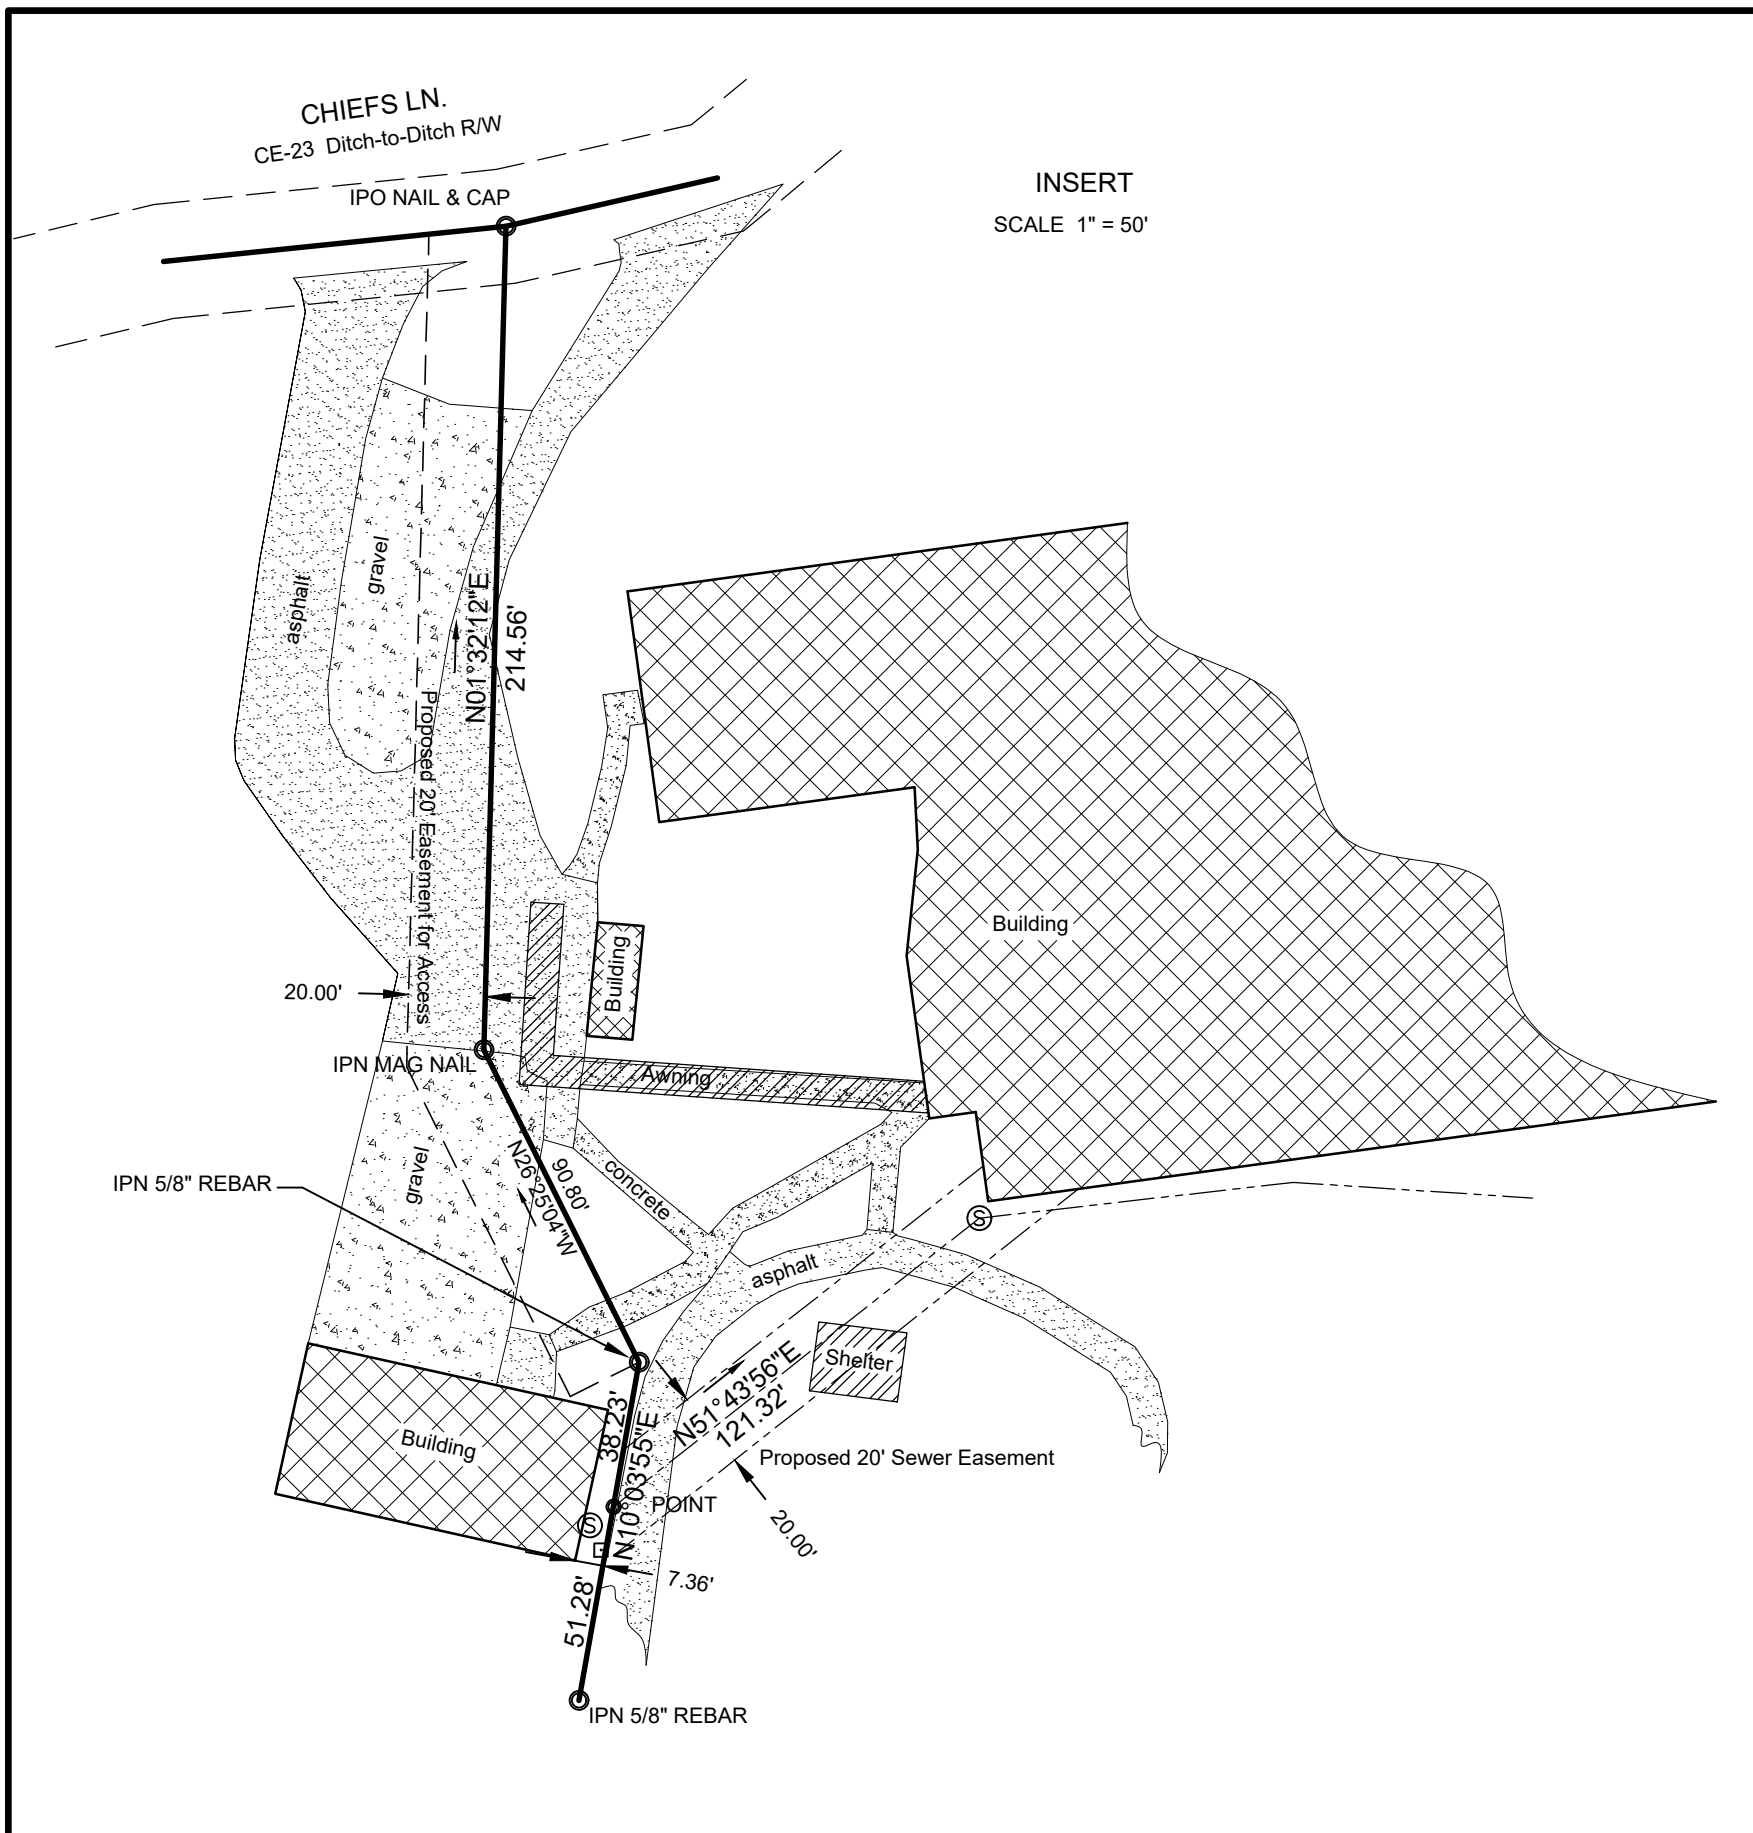 CHIEFS LN.
CE-23 Ditch-to-Ditch R/W
IPO NAIL & CAP
INSERT
SCALE 1" = 50'
asphalt
gravel
N01°32'12"E
214.56'
Proposed 20' Easement for Access
Building
Building
20.00'
IPN MAG NAIL
Awning
gravel
N26°25'04"W
90.80'
concrete
IPN 5/8" REBAR
S
asphalt
Shelter
N51°43'56"E
121.32'
38.23'
N10°03'55"E
Building
Proposed 20' Sewer Easement
POINT
S
20.00'
7.36'
51.28'
IPN 5/8" REBAR